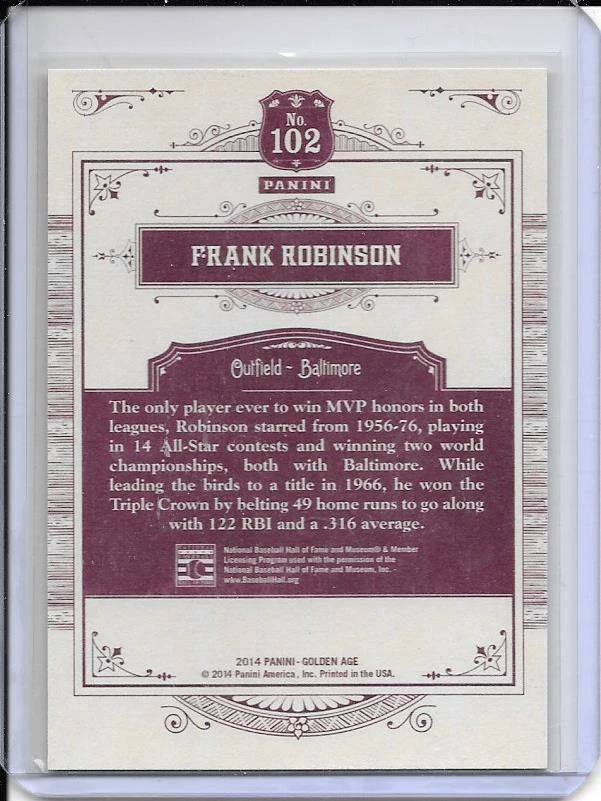 No.
102
PANINI
FRANK ROBINSON
Outfield ~ Baltimore
The only player ever to win MVP honors in both
leagues, Robinson starred from 1956-76, playing
in 14 All-Star contests and winning two world
championships, both with Baltimore. While
leading the birds to a title in 1966, he won the
Triple Crown by belting 49 home runs to go along
with 122 RBI and a .316 average.
National Baseball Hall of Fame and Museum® & Member
Licensing Program used with the permission of the
National Baseball Hall of Fame and Museum, Inc. -
www.BaseballHall.org
2014 PANINI - GOLDEN AGE
© 2014 Panini America, Inc. Printed in the USA.